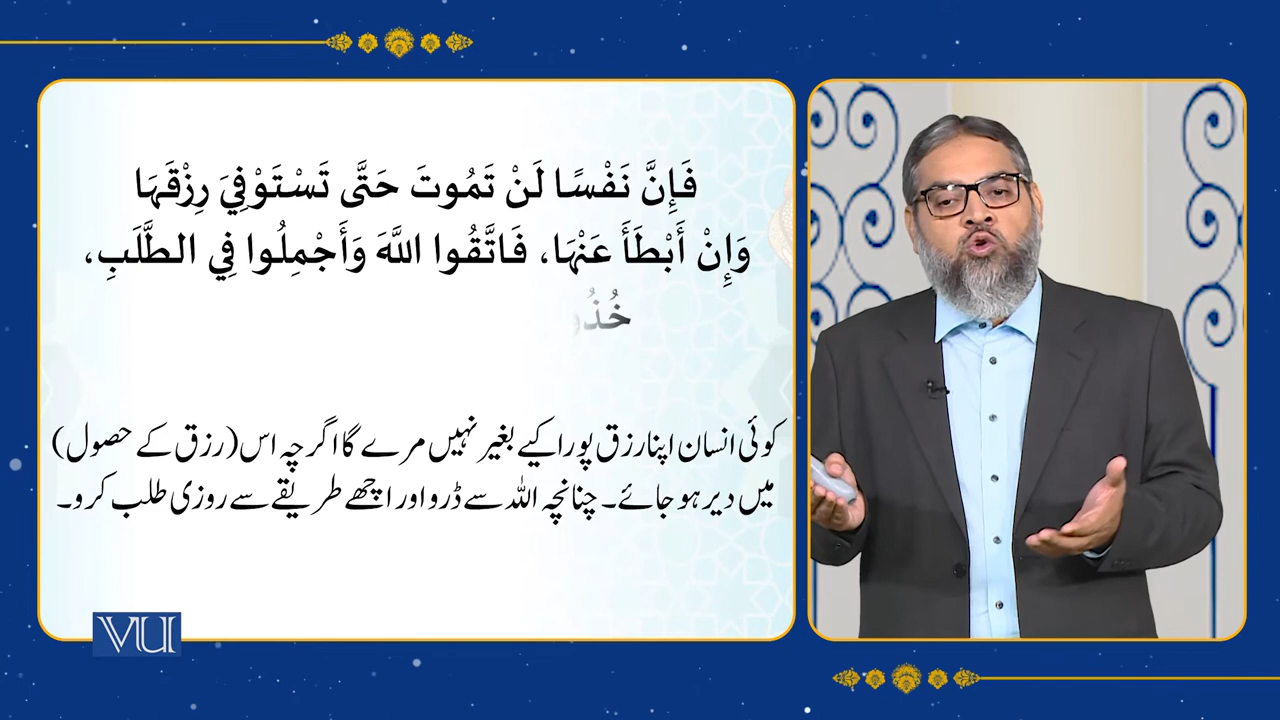 فَإِنَّ نَفْسًا لَنْ تَمُوتَ حَتَّى تَسْتَوْفِيَ رِزْقَهَا
وَإِنْ أَبْطَأَ عَنْهَا، فَاتَّقُوا اللَّهَ وَأَجْمِلُوا فِي الطَّلَبِ،
کوئی انسان اپنا رزق پورا کیے بغیر نہیں مرے گا اگرچہ اس (رزق کے حصول)
میں دیر ہو جائے۔ چنانچہ اللہ سے ڈرو اور اچھے طریقے سے روزی طلب کرو۔
VU